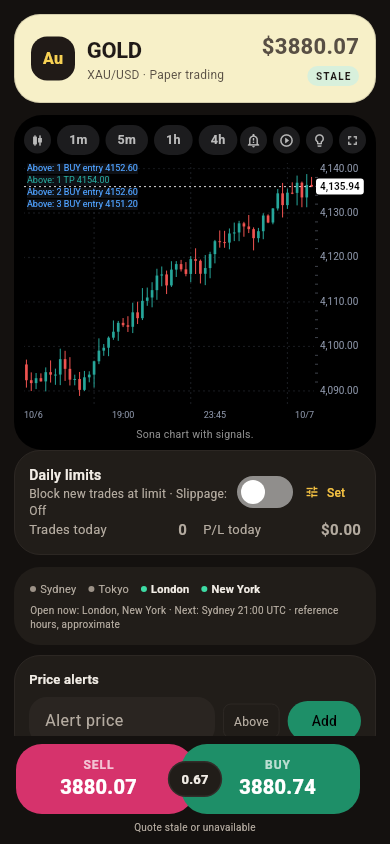 Au
GOLD
XAU/USD · Paper trading
$3880.07
STALE
1m 5m 1h 4h
Above: 1 BUY entry 4152.60
Above: 1 TP 4154.00
Above: 2 BUY entry 4152.60
Above: 3 BUY entry 4151.20
4,140.00
4,135.94
4,130.00
4,120.00
4,110.00
4,100.00
4,090.00
10/6 19:00 23:45 10/7
Sona chart with signals.
Daily limits
Block new trades at limit · Slippage:
Off
Set
Trades today 0 P/L today $0.00
Sydney Tokyo London New York
Open now: London, New York · Next: Sydney 21:00 UTC · reference
hours, approximate
Price alerts
Alert price Above Add
SELL
3880.07
0.67
BUY
3880.74
Quote stale or unavailable